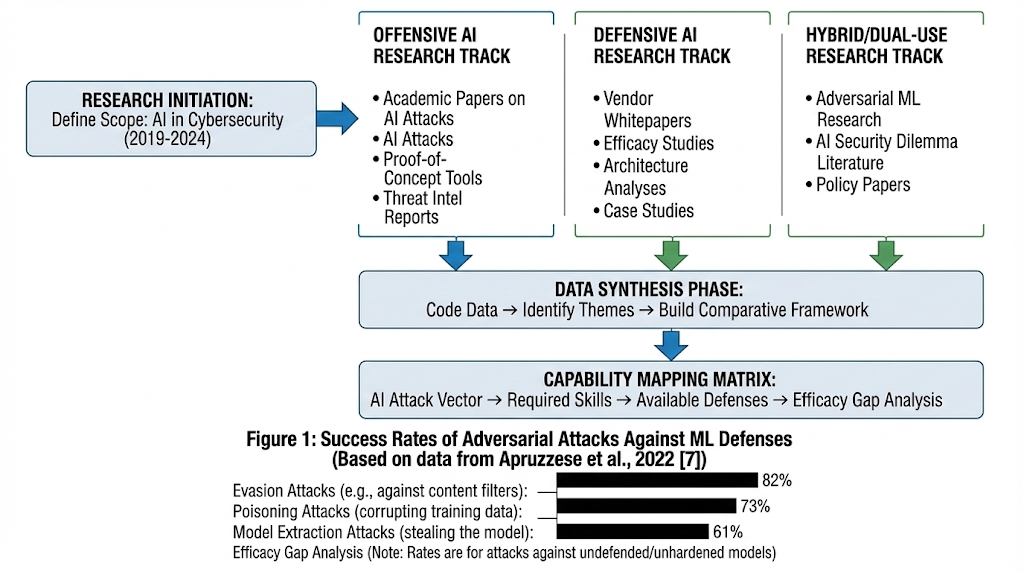 RESEARCH INITIATION:
Define Scope: AI in Cybersecurity
(2019-2024)
OFFENSIVE AI
RESEARCH TRACK
• Academic Papers on
AI Attacks
• AI Attacks
• Proof-of-
Concept Tools
• Threat Intel
Reports
DEFENSIVE AI
RESEARCH TRACK
• Vendor
Whitepapers
• Efficacy Studies
• Architecture
Analyses
• Case Studies
HYBRID/DUAL-USE
RESEARCH TRACK
• Adversarial ML
Research
• AI Security Dilemma
Literature
• Policy Papers
DATA SYNTHESIS PHASE:
Code Data → Identify Themes → Build Comparative Framework
CAPABILITY MAPPING MATRIX:
AI Attack Vector → Required Skills → Available Defenses → Efficacy Gap Analysis
Figure 1: Success Rates of Adversarial Attacks Against ML Defenses
(Based on data from Apruzzese et al., 2022 [7])
Evasion Attacks (e.g., against content filters): 82%
Poisoning Attacks (corrupting training data): 73%
Model Extraction Attacks (stealing the model): 61%
Efficacy Gap Analysis (Note: Rates are for attacks against undefended/unhardened models)